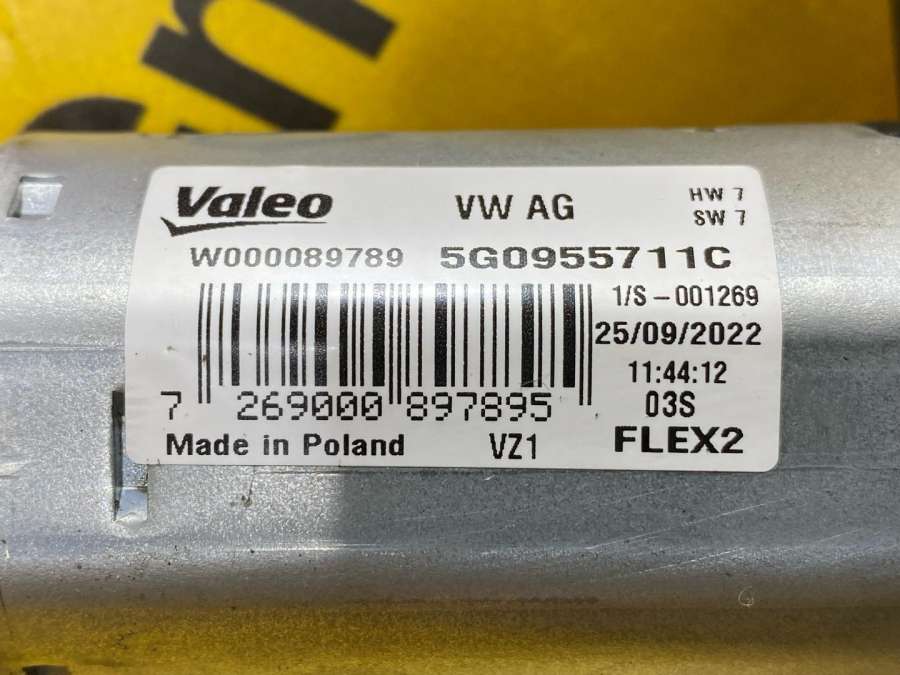 en
Valeo VW AG HW 7
SW 7
W000089789 5G0955711C
1/S - 001269
25/09/2022
11:44:12
7 269000 897895 03S
Made in Poland VZ1 FLEX2